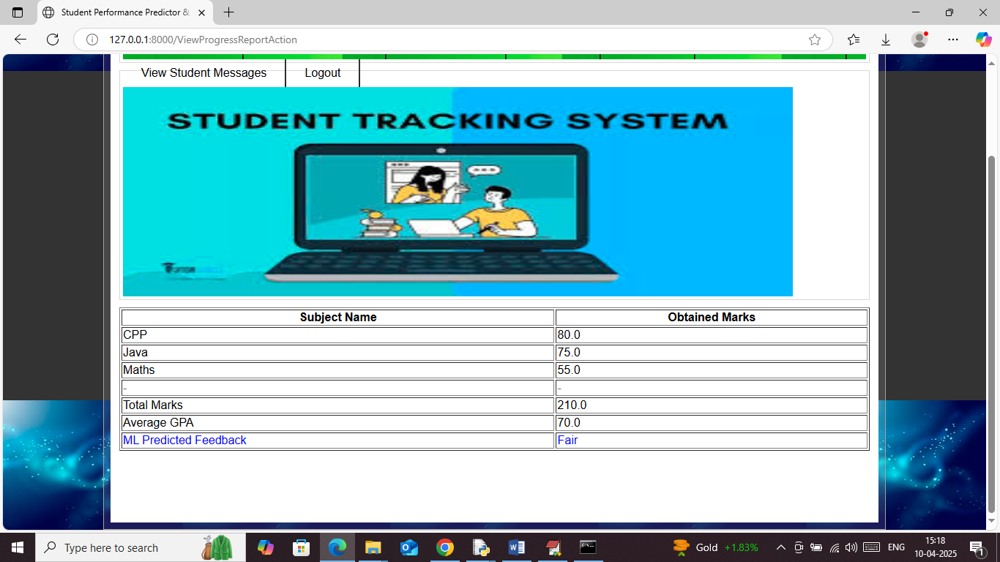 Student Performance Predictor &
127.0.0.1:8000/ViewProgressReportAction
View Student Messages Logout
STUDENT TRACKING SYSTEM
Subject Name Obtained Marks
CPP 80.0
Java 75.0
Maths 55.0
- -
Total Marks 210.0
Average GPA 70.0
ML Predicted Feedback Fair
Type here to search
Gold +1.83%
ENG
15:18
10-04-2025
1